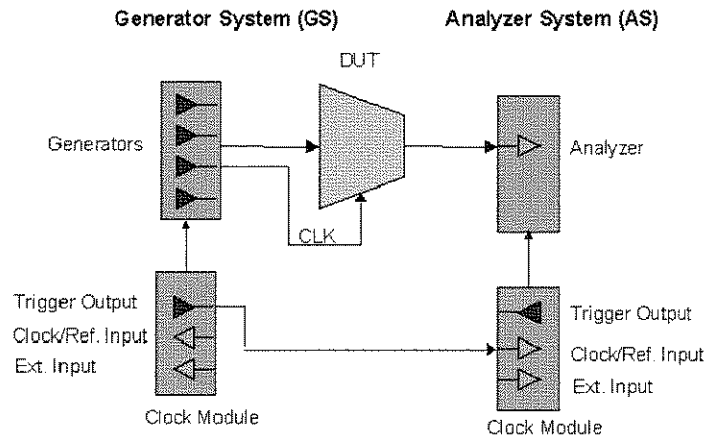 Generator System (GS)
Analyzer System (AS)
DUT
Generators
Analyzer
CLK
Trigger Output
Clock/Ref. Input
Ext. Input
Clock Module
Trigger Output
Clock/Ref. Input
Ext. Input
Clock Module